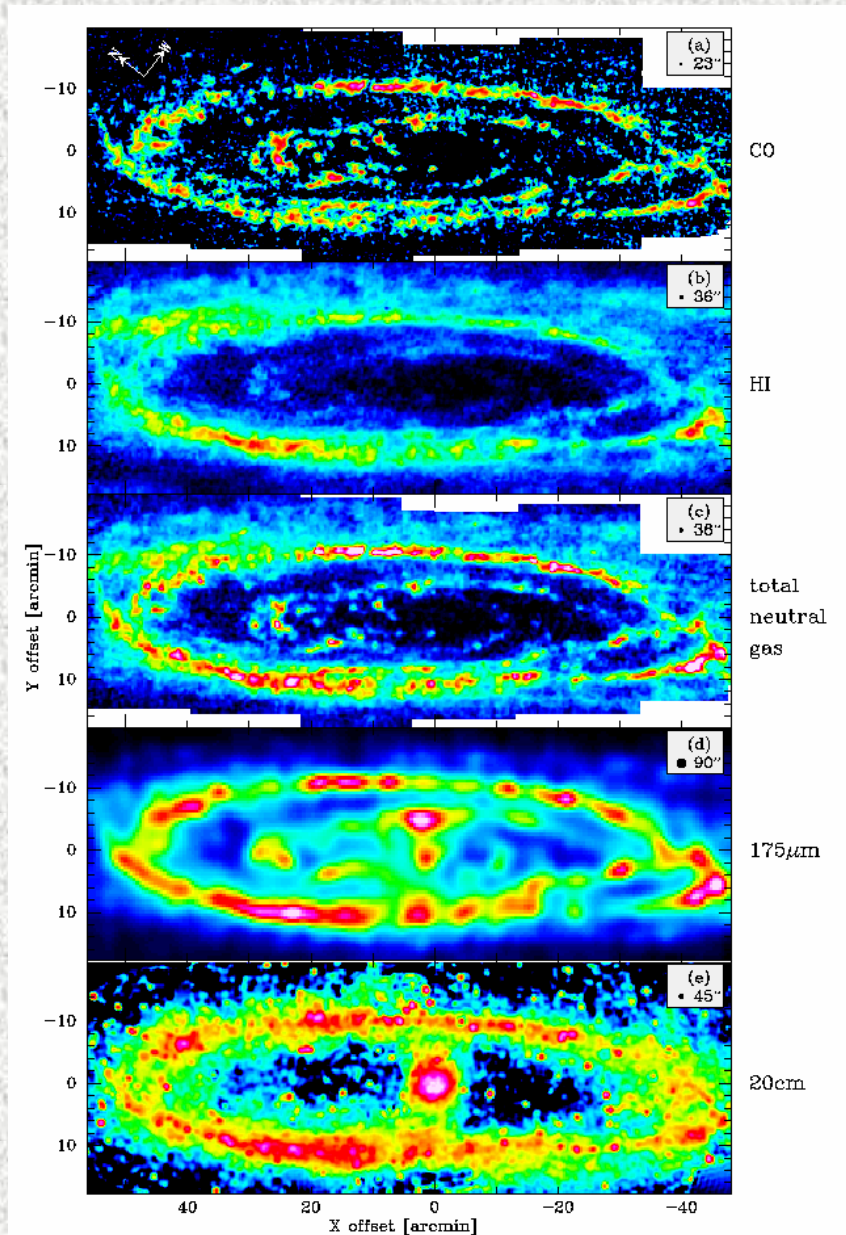 N W
(a)
23"
CO
-10
0
10
(b)
36"
HI
-10
0
10
(c)
36"
total
neutral
gas
-10
0
10
Y offset [arcmin]
(d)
90"
175μm
-10
0
10
(e)
45"
20cm
-10
0
10
40 20 0 -20 -40
X offset [arcmin]